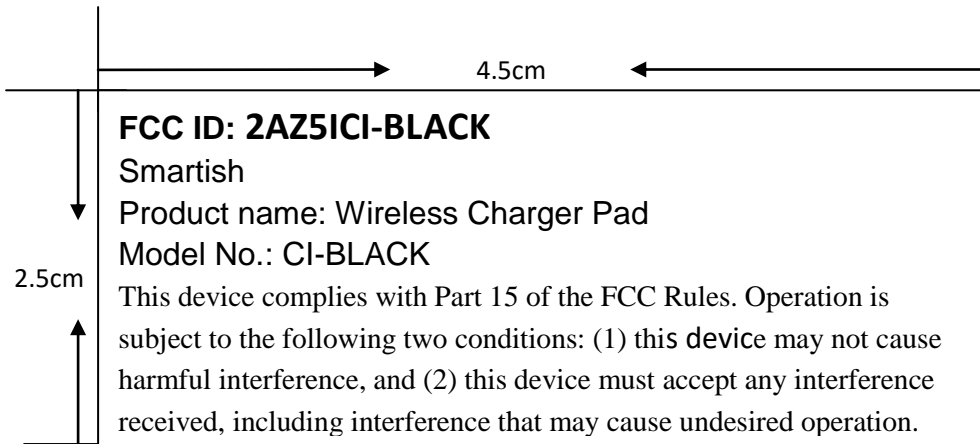 4.5cm
FCC ID: 2AZ5ICI-BLACK
Smartish
Product name: Wireless Charger Pad
Model No.: CI-BLACK
2.5cm
This device complies with Part 15 of the FCC Rules. Operation is
subject to the following two conditions: (1) this device may not cause
harmful interference, and (2) this device must accept any interference
received, including interference that may cause undesired operation.